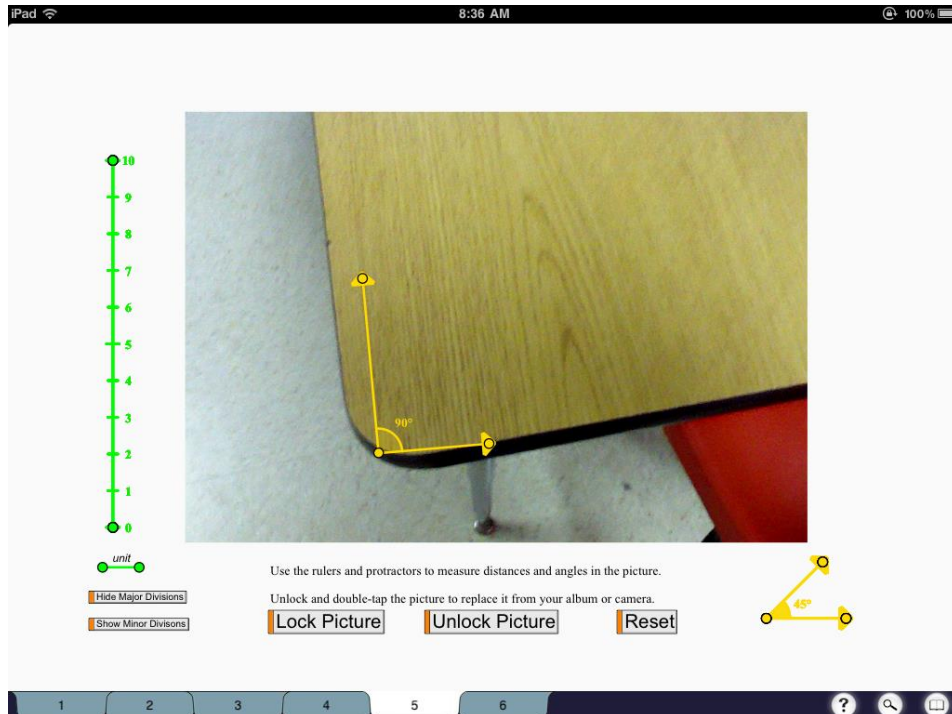 iPad 8:36 AM 100%
10
9
8
7
6
5
4
3
2
1
0
90°
unit
Hide Major Divisions
Show Minor Divisons
Use the rulers and protractors to measure distances and angles in the picture.
Unlock and double-tap the picture to replace it from your album or camera.
Lock Picture Unlock Picture Reset
45°
1 2 3 4 5 6 ?